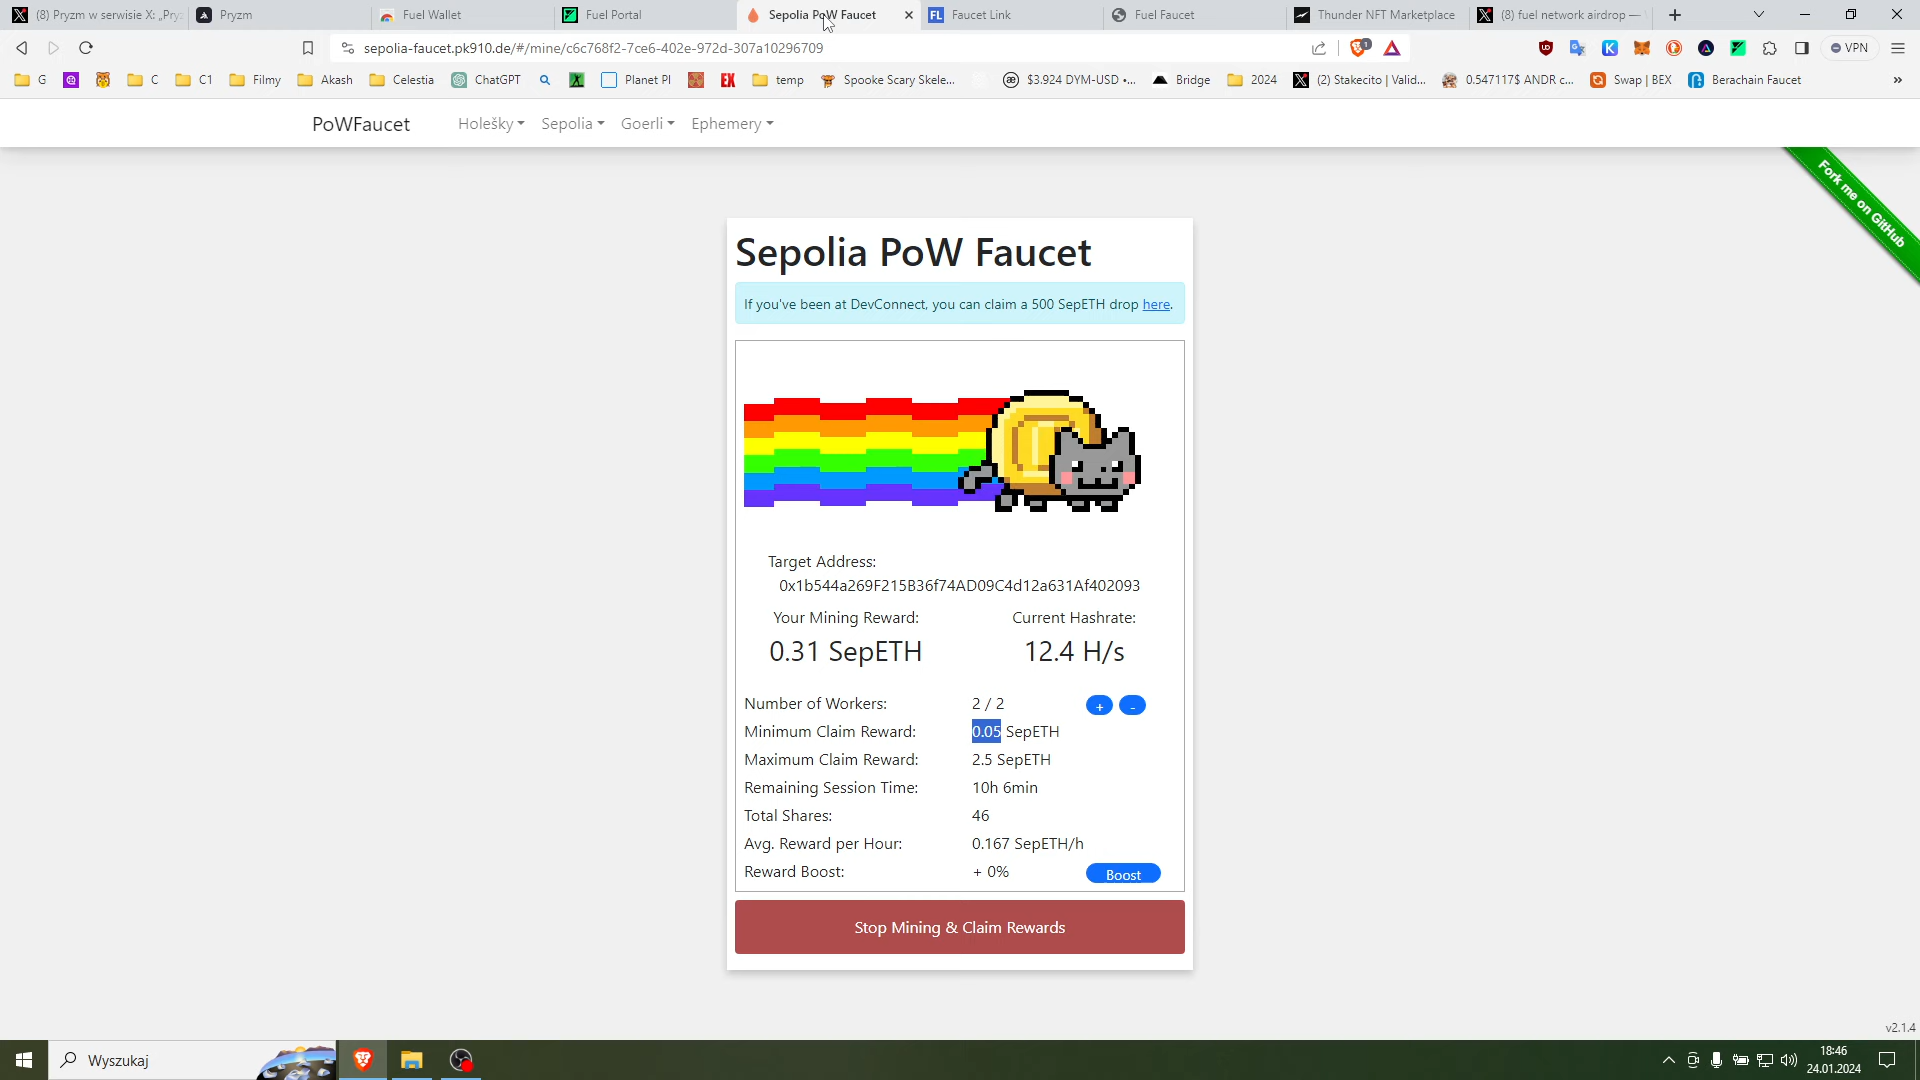 (8) Pryzm w serwisie X: „Pryz
Pryzm
Fuel Wallet
Fuel Portal
Sepolia PoW Faucet
FL Faucet Link
Fuel Faucet
Thunder NFT Marketplace
(8) fuel network airdrop —
sepolia-faucet.pk910.de/#/mine/c6c768f2-7ce6-402e-972d-307a10296709
1
VPN
G
C
C1
Filmy
Akash
Celestia
ChatGPT
Planet PI
EX
temp
Spooke Scary Skele...
$3.924 DYM-USD •...
Bridge
2024
(2) Stakecito | Valid...
0.547117$ ANDR c...
Swap | BEX
Berachain Faucet
»
PoWFaucet
Holešky
Sepolia
Goerli
Ephemery
Fork me on GitHub
Sepolia PoW Faucet
If you've been at DevConnect, you can claim a 500 SepETH drop here.
Target Address:
0x1b544a269F215B36f74AD09C4d12a631Af402093
Your Mining Reward:
Current Hashrate:
0.31 SepETH
12.4 H/s
Number of Workers: 2 / 2 + -
Minimum Claim Reward: 0.05 SepETH
Maximum Claim Reward: 2.5 SepETH
Remaining Session Time: 10h 6min
Total Shares: 46
Avg. Reward per Hour: 0.167 SepETH/h
Reward Boost: + 0% Boost
Stop Mining & Claim Rewards
v2.1.4
Wyszukaj
18:46
24.01.2024